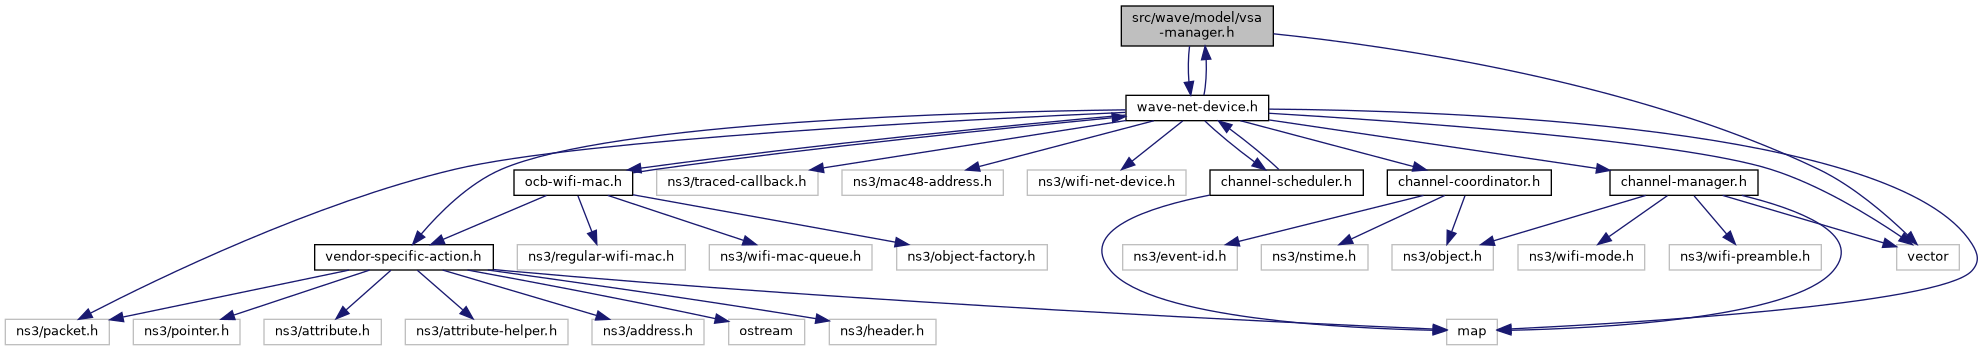 src/wave/model/vsa
-manager.h
wave-net-device.h
ocb-wifi-mac.h
ns3/traced-callback.h
ns3/mac48-address.h
ns3/wifi-net-device.h
channel-scheduler.h
channel-coordinator.h
channel-manager.h
vendor-specific-action.h
ns3/regular-wifi-mac.h
ns3/wifi-mac-queue.h
ns3/object-factory.h
ns3/event-id.h
ns3/nstime.h
ns3/object.h
ns3/wifi-mode.h
ns3/wifi-preamble.h
vector
ns3/packet.h
ns3/pointer.h
ns3/attribute.h
ns3/attribute-helper.h
ns3/address.h
ostream
ns3/header.h
map